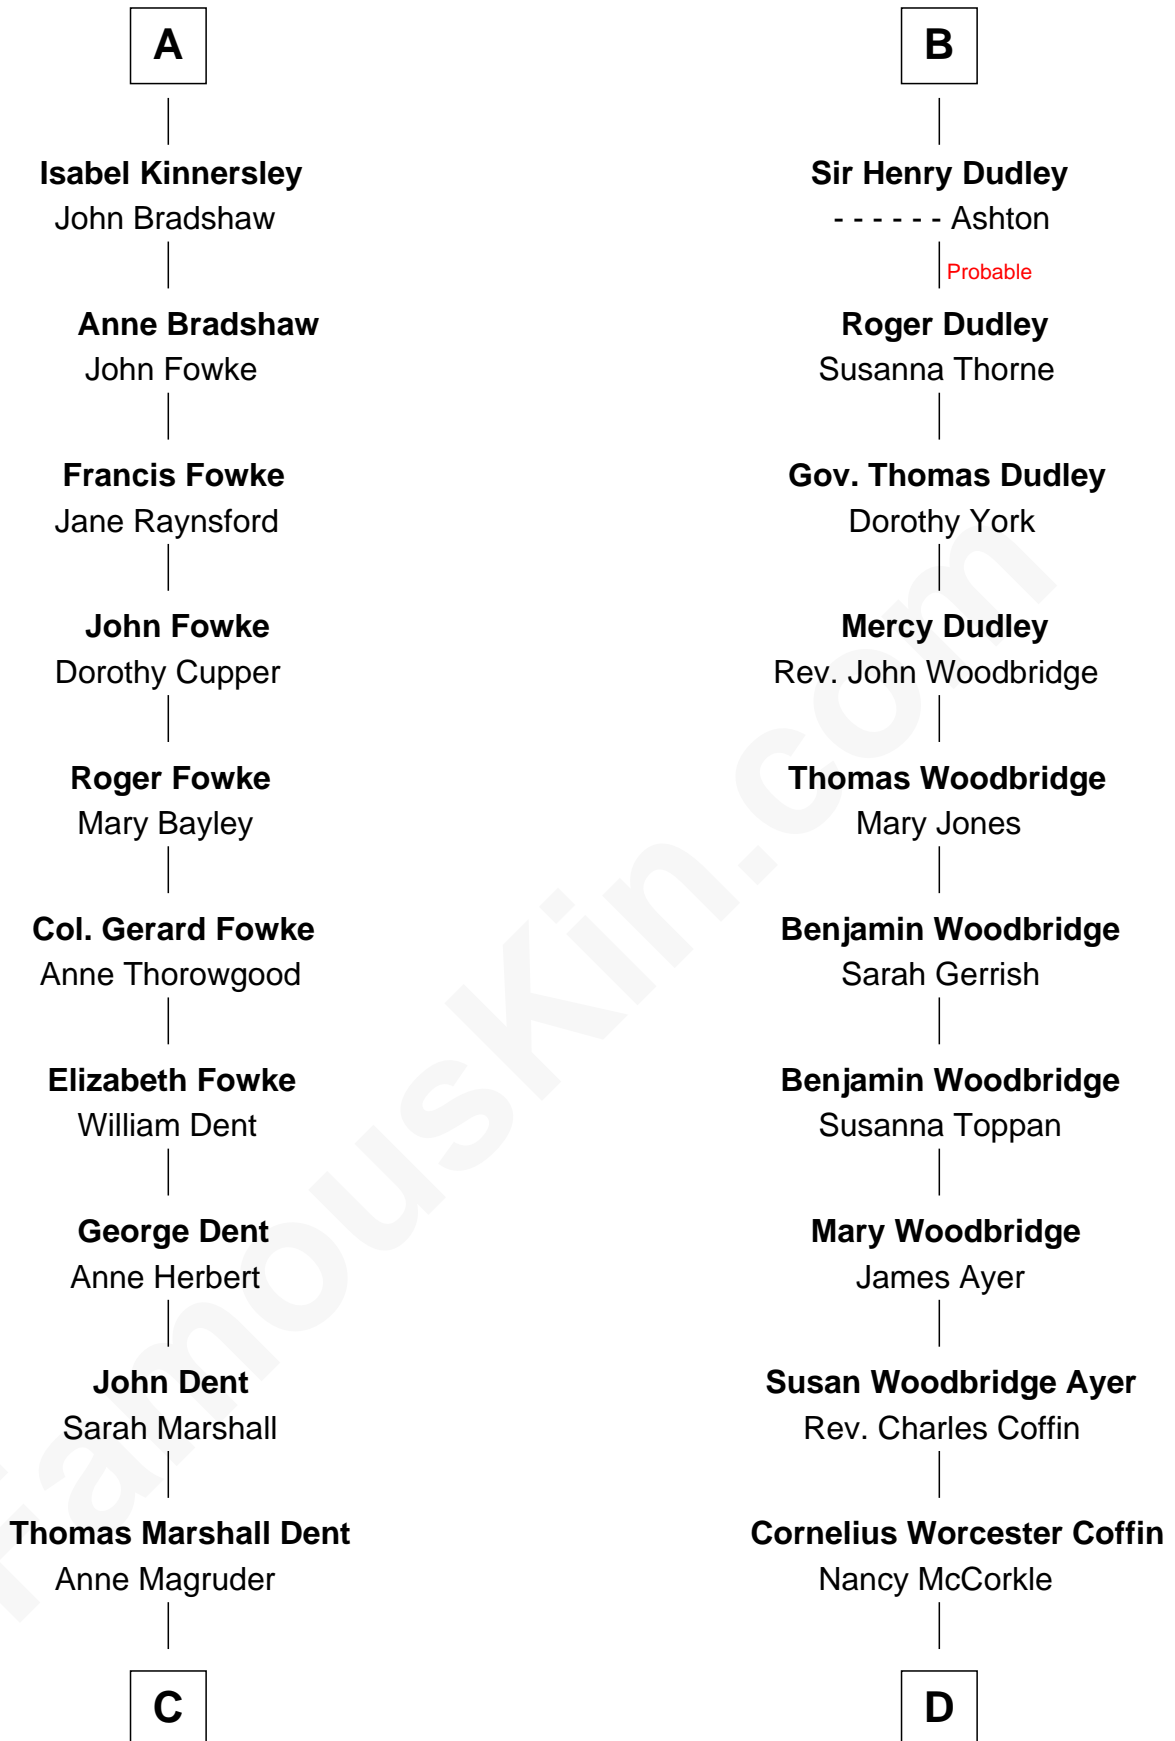 A
Isabel Kinnersley
John Bradshaw
Anne Bradshaw
John Fowke
Francis Fowke
Jane Raynsford
John Fowke
Dorothy Cupper
Roger Fowke
Mary Bayley
Col. Gerard Fowke
Anne Thorowgood
Elizabeth Fowke
William Dent
George Dent
Anne Herbert
John Dent
Sarah Marshall
Thomas Marshall Dent
Anne Magruder
C
B
Sir Henry Dudley
- - - - - - Ashton
Probable
Roger Dudley
Susanna Thorne
Gov. Thomas Dudley
Dorothy York
Mercy Dudley
Rev. John Woodbridge
Thomas Woodbridge
Mary Jones
Benjamin Woodbridge
Sarah Gerrish
Benjamin Woodbridge
Susanna Toppan
Mary Woodbridge
James Ayer
Susan Woodbridge Ayer
Rev. Charles Coffin
Cornelius Worcester Coffin
Nancy McCorkle
D
FamousKin.com